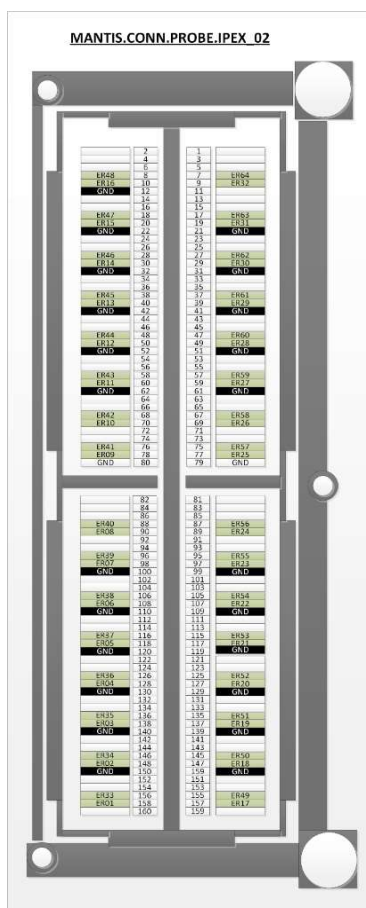 MANTIS.CONN.PROBE.IPEX_02
2 1
4 3
6 5
ER48 8 7 ER64
ER16 10 9 ER32
GND 12 11
14 13
16 15
ER47 18 17 ER63
ER15 20 19 ER31
GND 22 21 GND
24 23
26 25
ER46 28 27 ER62
ER14 30 29 ER30
GND 32 31 GND
34 33
36 35
ER45 38 37 ER61
ER13 40 39 ER29
GND 42 41 GND
44 43
46 45
ER44 48 47 ER60
ER12 50 49 ER28
GND 52 51 GND
54 53
56 55
ER43 58 57 ER59
ER11 60 59 ER27
GND 62 61 GND
64 63
66 65
ER42 68 67 ER58
ER10 70 69 ER26
72 71
74 73
ER41 76 75 ER57
ER09 78 77 ER25
GND 80 79 GND
82 81
84 83
86 85
ER40 88 87 ER56
ER08 90 89 ER24
92 91
94 93
ER39 96 95 ER55
ER07 98 97 ER23
GND 100 99 GND
102 101
104 103
ER38 106 105 ER54
ER06 108 107 ER22
GND 110 109 GND
112 111
114 113
ER37 116 115 ER53
ER05 118 117 ER21
GND 120 119 GND
122 121
124 123
ER36 126 125 ER52
ER04 128 127 ER20
GND 130 129 GND
132 131
134 133
ER35 136 135 ER51
ER03 138 137 ER19
GND 140 139 GND
142 141
144 143
ER34 146 145 ER50
ER02 148 147 ER18
GND 150 159 GND
152 151
154 153
ER33 156 155 ER49
ER01 158 157 ER17
160 159